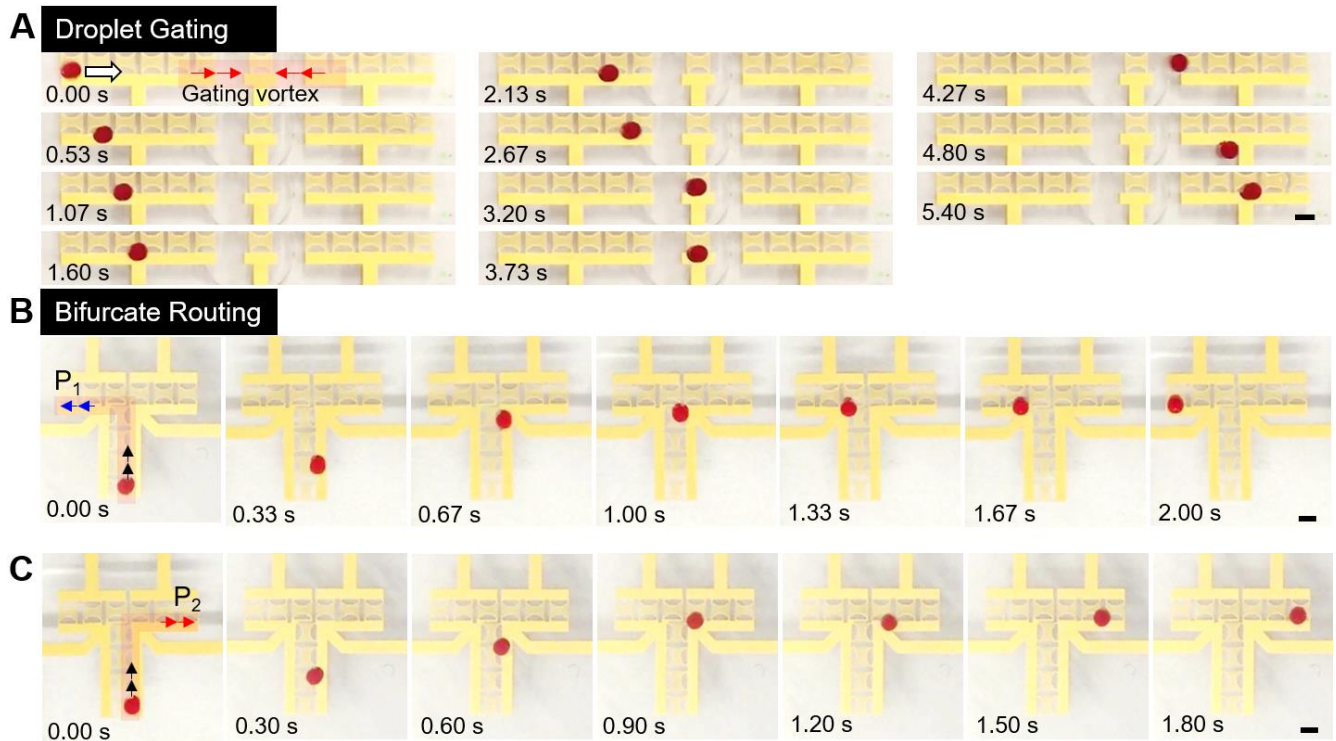 A Droplet Gating
0.00 s
Gating vortex
0.53 s
1.07 s
1.60 s
2.13 s
2.67 s
3.20 s
3.73 s
4.27 s
4.80 s
5.40 s
B Bifurcate Routing
P1
0.00 s
0.33 s
0.67 s
1.00 s
1.33 s
1.67 s
2.00 s
C
P2
0.00 s
0.30 s
0.60 s
0.90 s
1.20 s
1.50 s
1.80 s